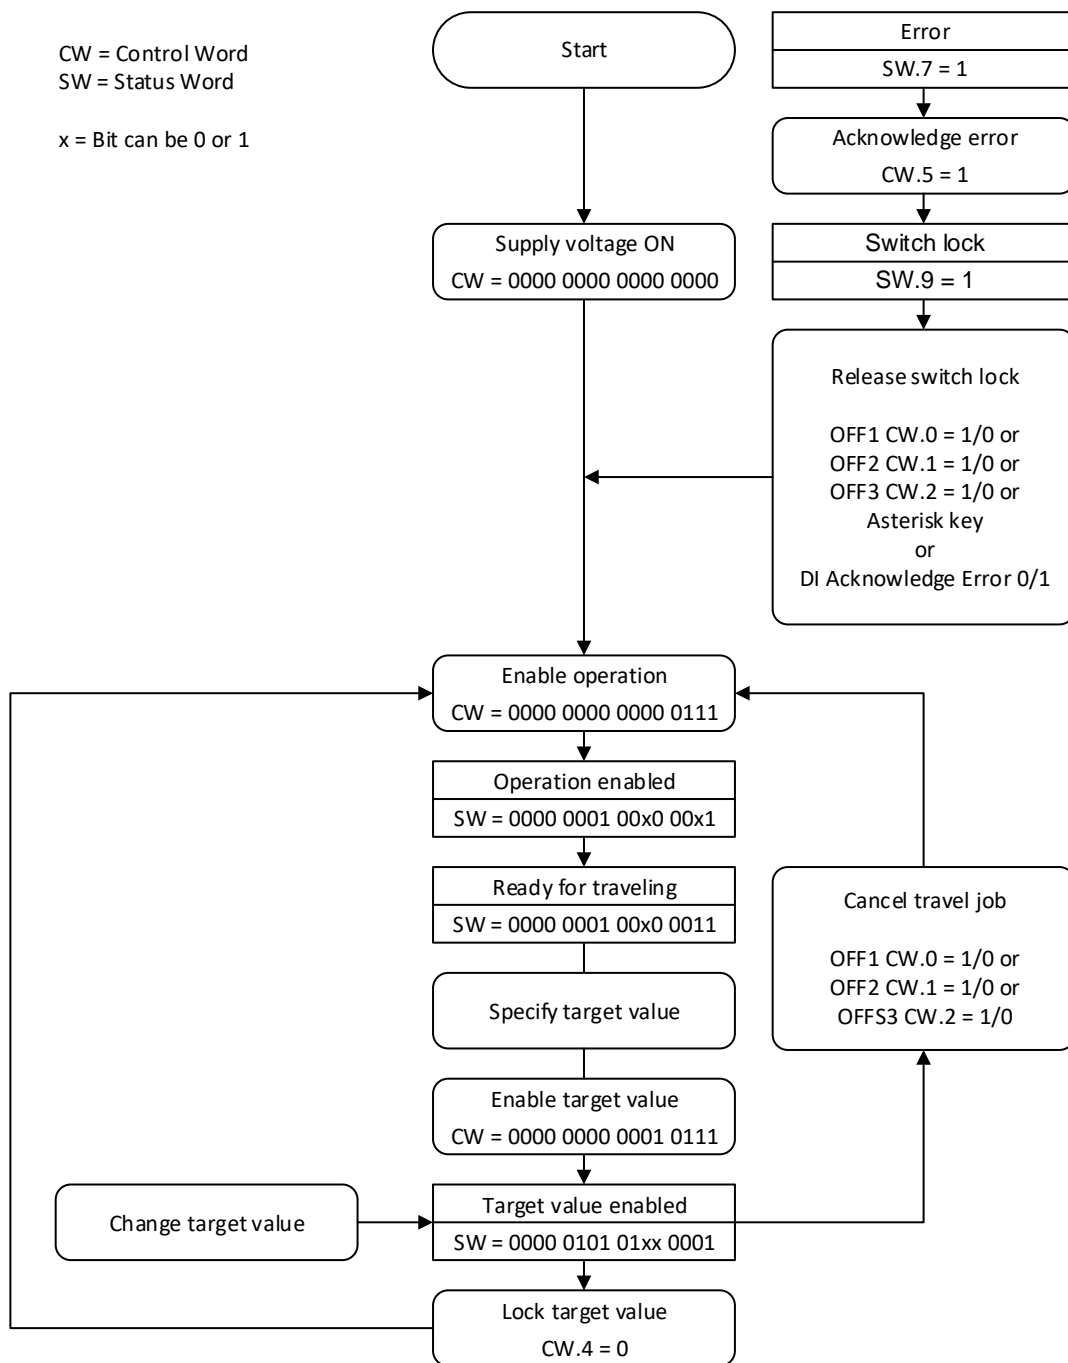 CW = Control Word
SW = Status Word
x = Bit can be 0 or 1
Start
Supply voltage ON
CW = 0000 0000 0000 0000
Error
SW.7 = 1
Acknowledge error
CW.5 = 1
Switch lock
SW.9 = 1
Release switch lock
OFF1 CW.0 = 1/0 or
OFF2 CW.1 = 1/0 or
OFF3 CW.2 = 1/0 or
Asterisk key
or
DI Acknowledge Error 0/1
Enable operation
CW = 0000 0000 0000 0111
Operation enabled
SW = 0000 0001 00x0 00x1
Ready for traveling
SW = 0000 0001 00x0 0011
Specify target value
Enable target value
CW = 0000 0000 0001 0111
Cancel travel job
OFF1 CW.0 = 1/0 or
OFF2 CW.1 = 1/0 or
OFFS3 CW.2 = 1/0
Change target value
Target value enabled
SW = 0000 0101 01xx 0001
Lock target value
CW.4 = 0